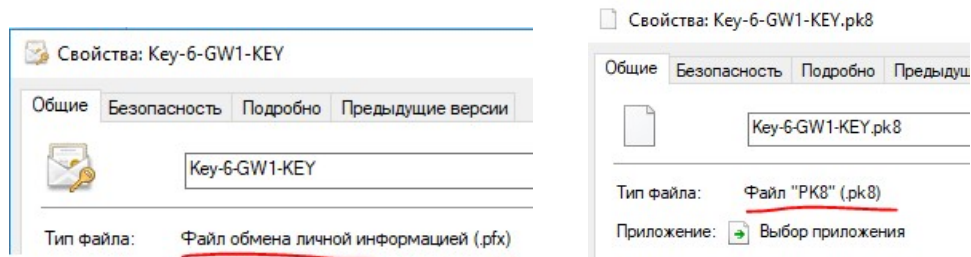 Свойства: Key-6-GW1-KEY
Общие Безопасность Подробно Предыдущие версии
Key-6-GW1-KEY
Тип файла: Файл обмена личной информацией (.pfx)
Свойства: Key-6-GW1-KEY.pk8
Общие Безопасность Подробно Предыдущ
Key-6-GW1-KEY.pk8
Тип файла: Файл "PK8" (.pk8)
Приложение: Выбор приложения